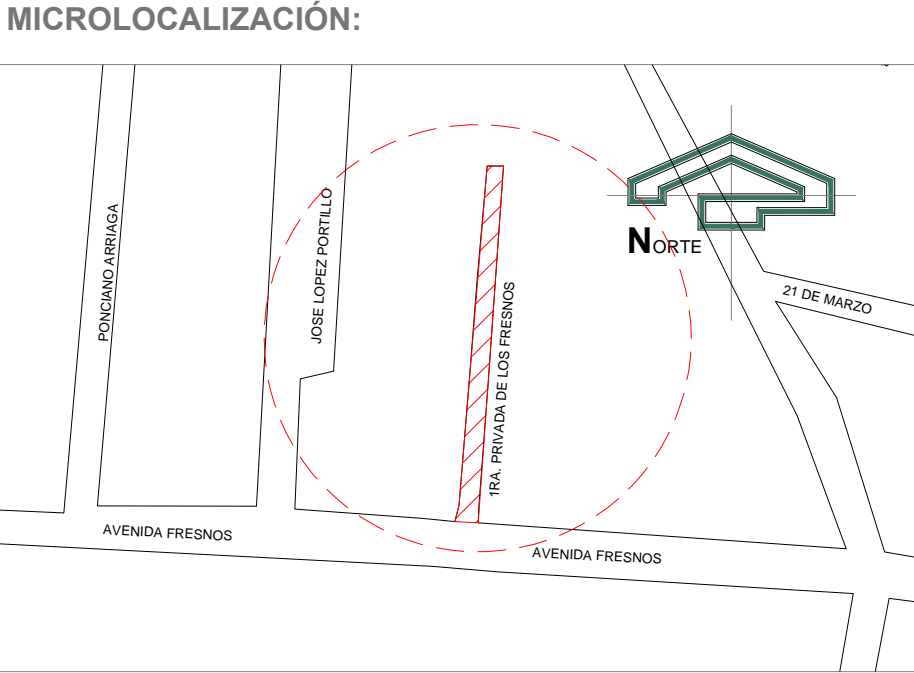 MICROLOCALIZACIÓN:
PONCIANO ARRIAGA
JOSE LOPEZ PORTILLO
1RA. PRIVADA DE LOS FRESNOS
NORTE
21 DE MARZO
AVENIDA FRESNOS
AVENIDA FRESNOS